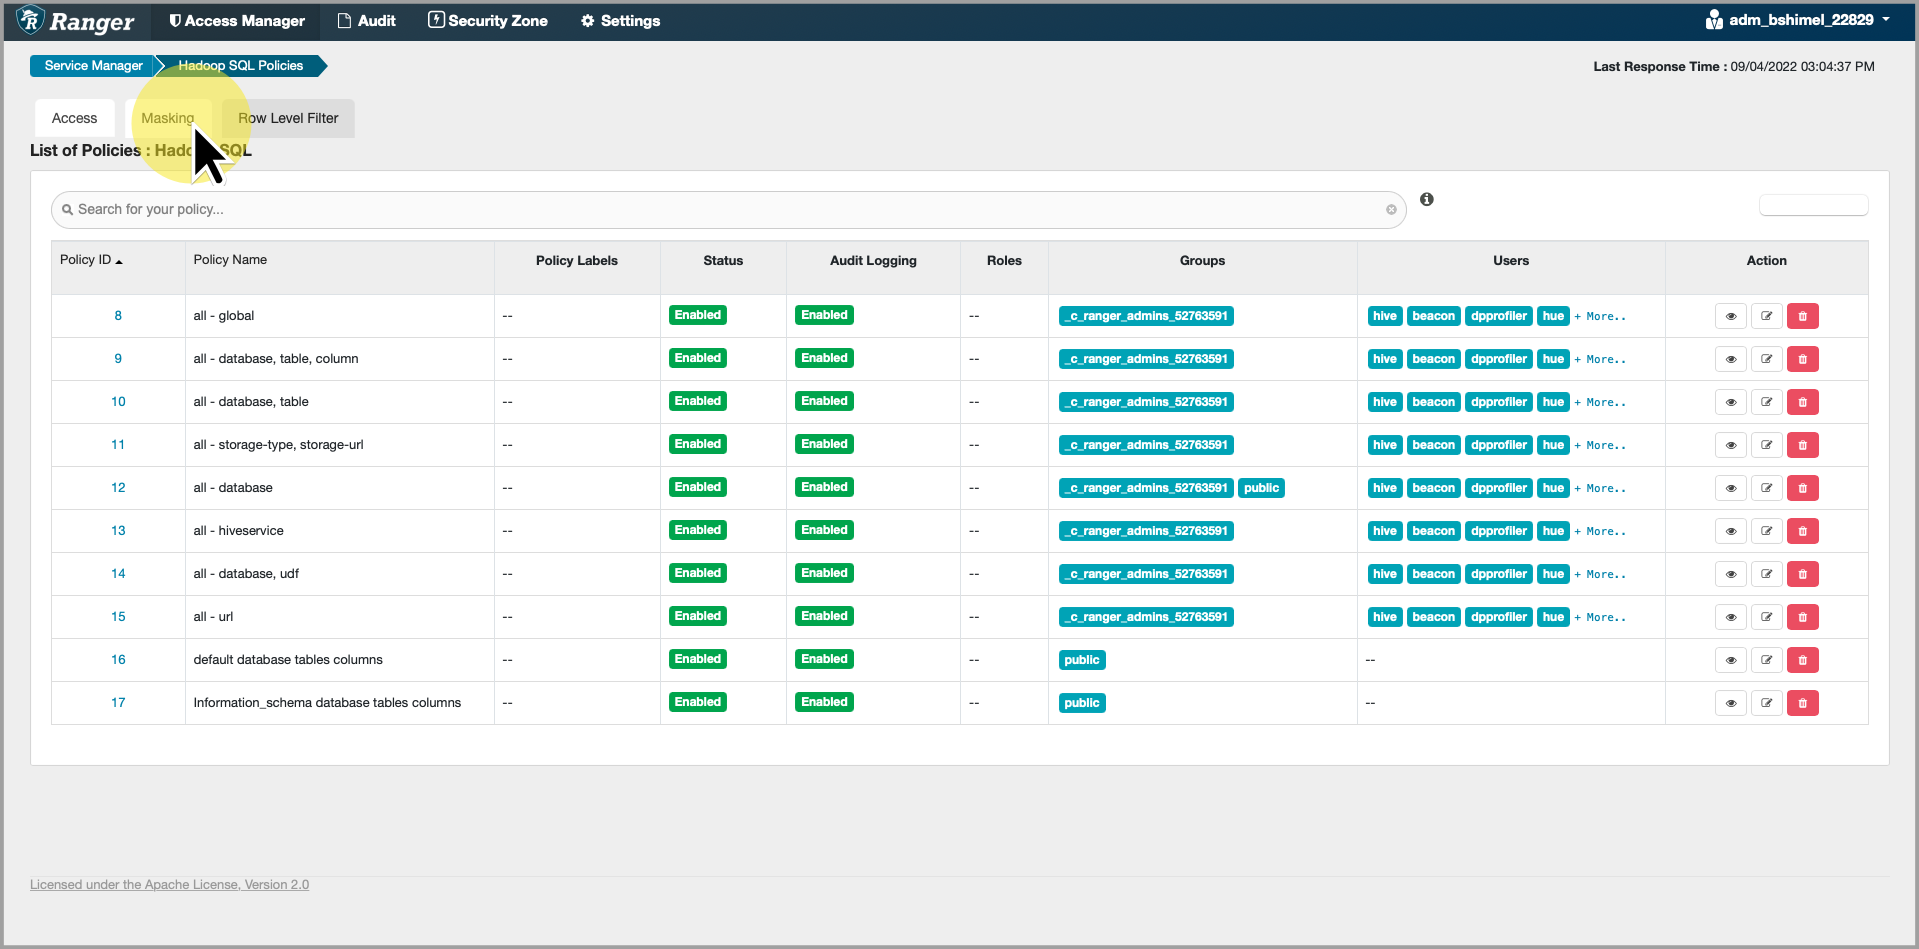 Ranger Access Manager Audit Security Zone Settings adm_bshimel_22829
Service Manager Hadoop SQL Policies Last Response Time : 09/04/2022 03:04:37 PM
Access Masking Row Level Filter
List of Policies : Hadoop SQL
Search for your policy...
Policy ID Policy Name Policy Labels Status Audit Logging Roles Groups Users Action
8 all - global -- Enabled Enabled -- _c_ranger_admins_52763591 hive beacon dpprofiler hue + More..
9 all - database, table, column -- Enabled Enabled -- _c_ranger_admins_52763591 hive beacon dpprofiler hue + More..
10 all - database, table -- Enabled Enabled -- _c_ranger_admins_52763591 hive beacon dpprofiler hue + More..
11 all - storage-type, storage-url -- Enabled Enabled -- _c_ranger_admins_52763591 hive beacon dpprofiler hue + More..
12 all - database -- Enabled Enabled -- _c_ranger_admins_52763591 public hive beacon dpprofiler hue + More..
13 all - hiveservice -- Enabled Enabled -- _c_ranger_admins_52763591 hive beacon dpprofiler hue + More..
14 all - database, udf -- Enabled Enabled -- _c_ranger_admins_52763591 hive beacon dpprofiler hue + More..
15 all - url -- Enabled Enabled -- _c_ranger_admins_52763591 hive beacon dpprofiler hue + More..
16 default database tables columns -- Enabled Enabled -- public --
17 Information_schema database tables columns -- Enabled Enabled -- public --
Licensed under the Apache License, Version 2.0